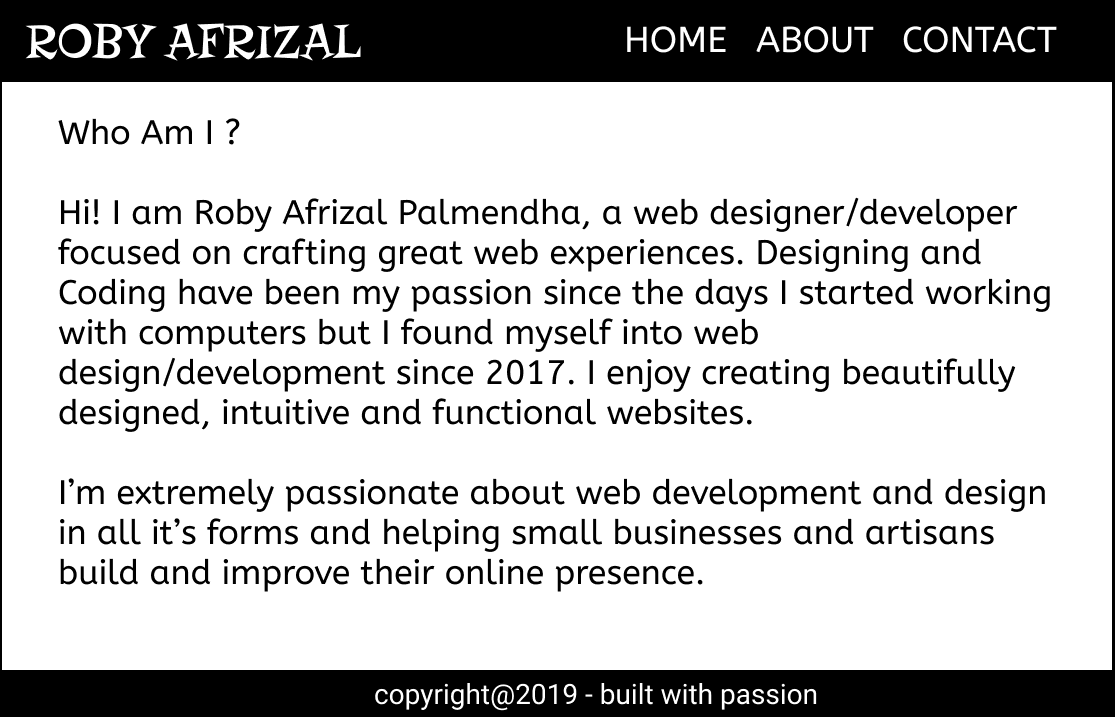 ROBY AFRIZAL HOME ABOUT CONTACT
Who Am I ?
Hi! I am Roby Afrizal Palmendha, a web designer/developer
focused on crafting great web experiences. Designing and
Coding have been my passion since the days I started working
with computers but I found myself into web
design/development since 2017. I enjoy creating beautifully
designed, intuitive and functional websites.
I’m extremely passionate about web development and design
in all it’s forms and helping small businesses and artisans
build and improve their online presence.
copyright@2019 - built with passion